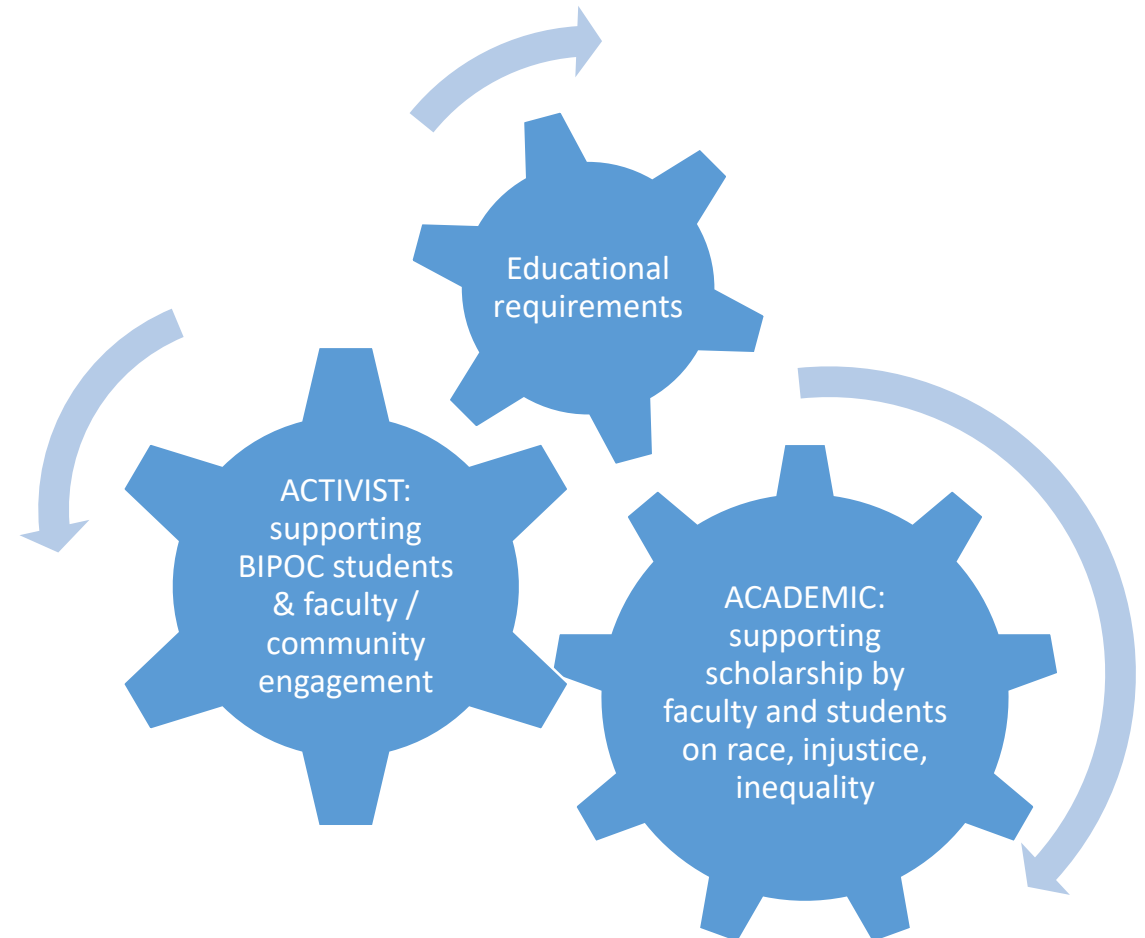 Educational
requirements
ACTIVIST:
supporting
BIPOC students
& faculty /
community
engagement
ACADEMIC:
supporting
scholarship by
faculty and students
on race, injustice,
inequality